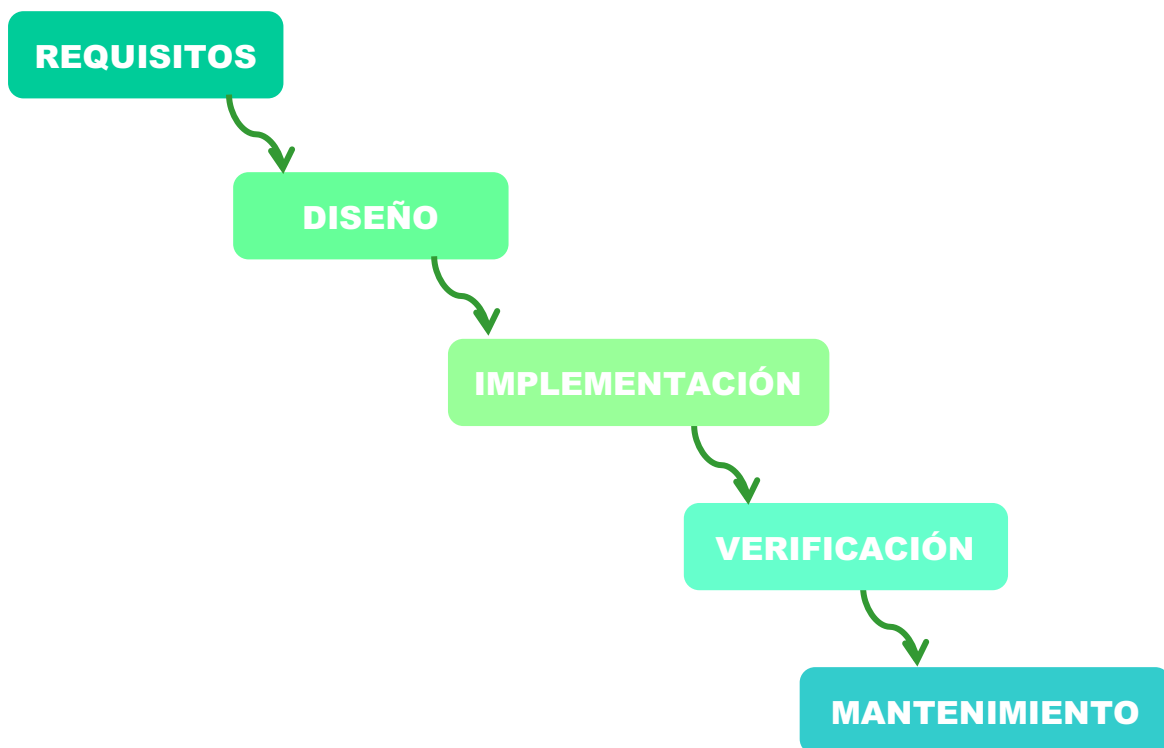 REQUISITOS
DISEÑO
IMPLEMENTACIÓN
VERIFICACIÓN
MANTENIMIENTO